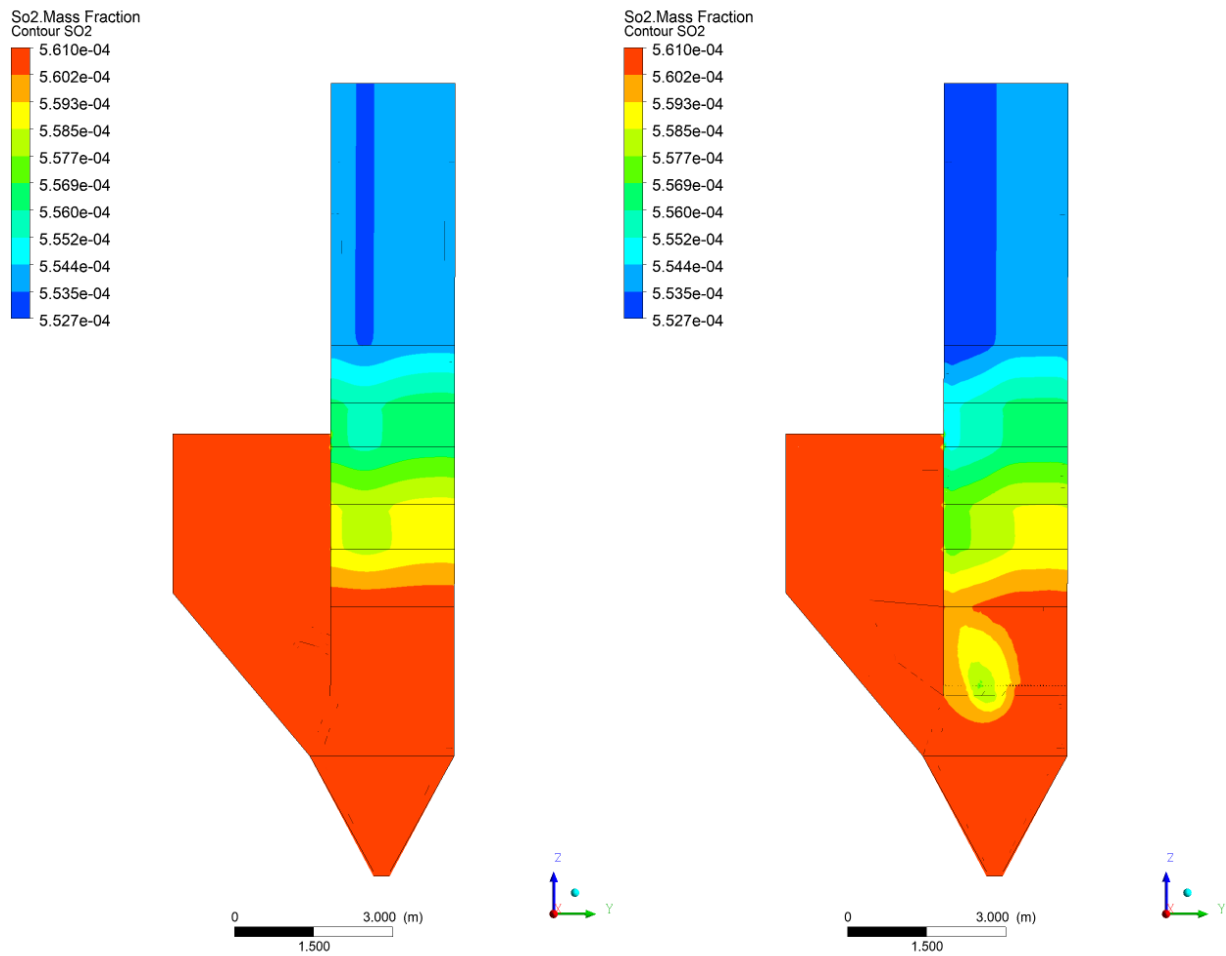 So2.Mass Fraction
Contour SO2
5.610e-04
5.602e-04
5.593e-04
5.585e-04
5.577e-04
5.569e-04
5.560e-04
5.552e-04
5.544e-04
5.535e-04
5.527e-04
0
3.000 (m)
1.500
Z
X
Y
So2.Mass Fraction
Contour SO2
5.610e-04
5.602e-04
5.593e-04
5.585e-04
5.577e-04
5.569e-04
5.560e-04
5.552e-04
5.544e-04
5.535e-04
5.527e-04
0
3.000 (m)
1.500
Z
X
Y